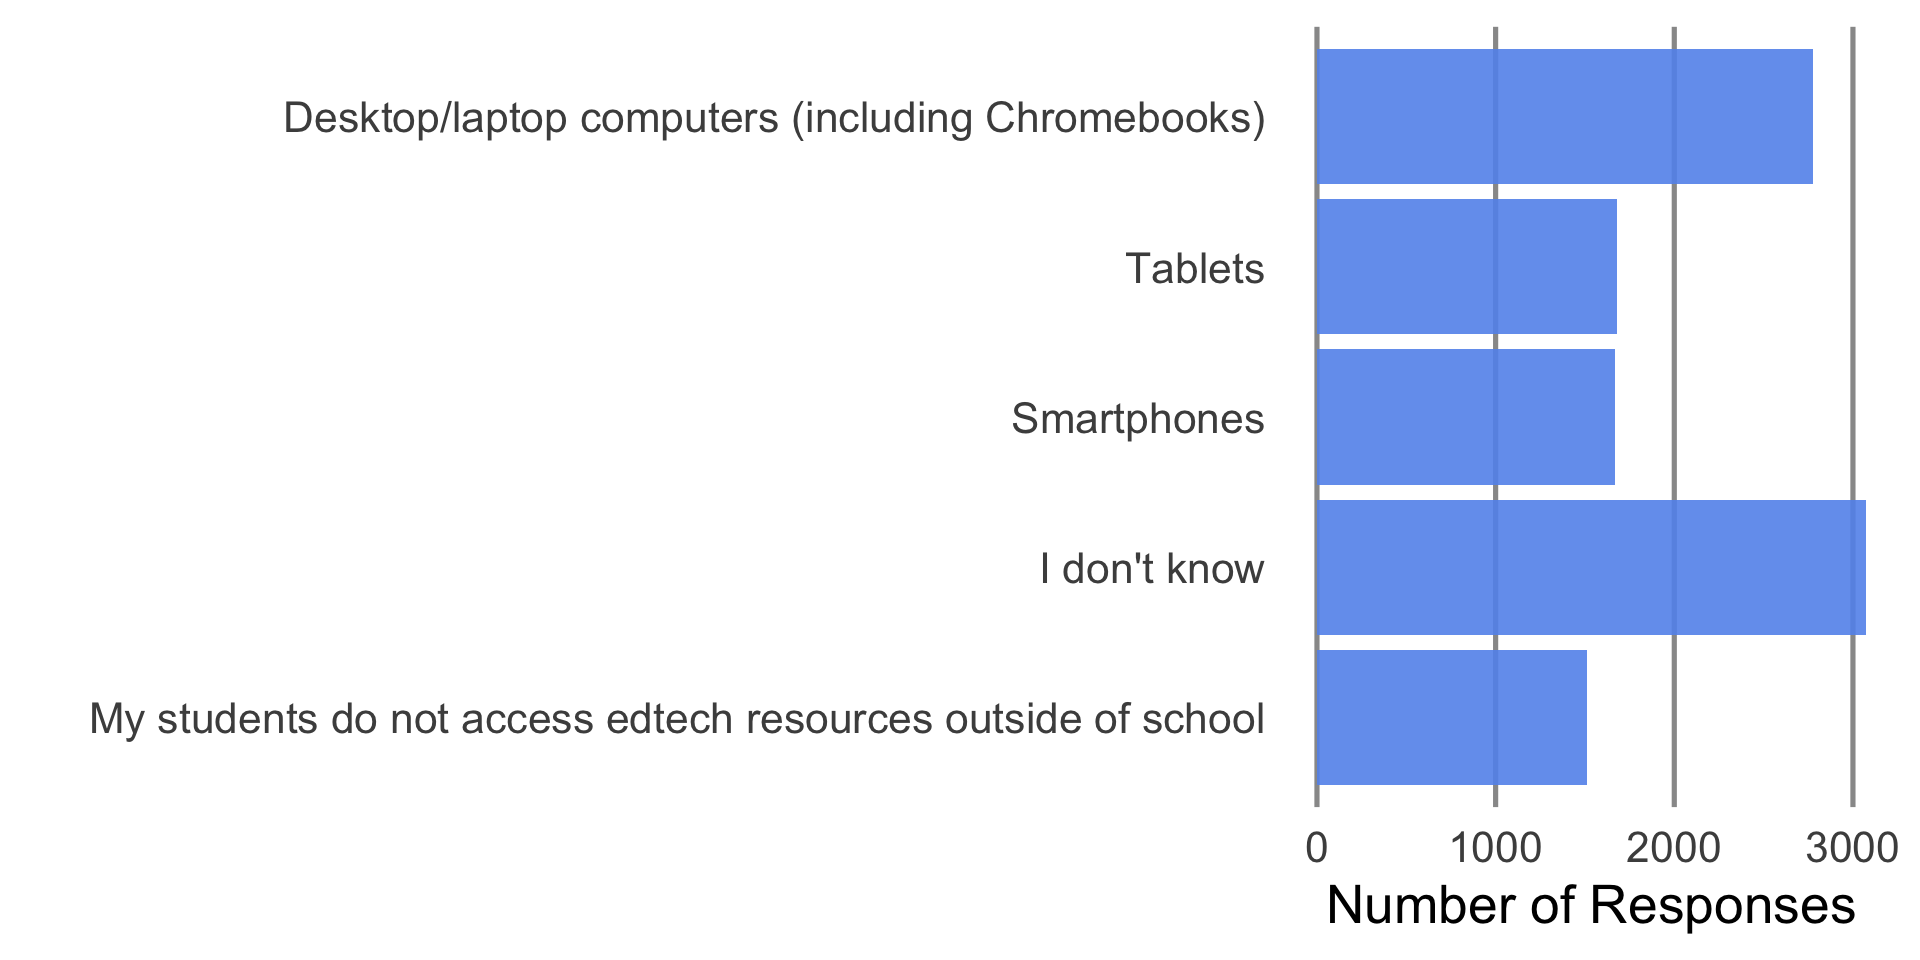 Desktop/laptop computers (including Chromebooks)
Tablets
Smartphones
I don't know
My students do not access edtech resources outside of school
0 1000 2000 3000
Number of Responses